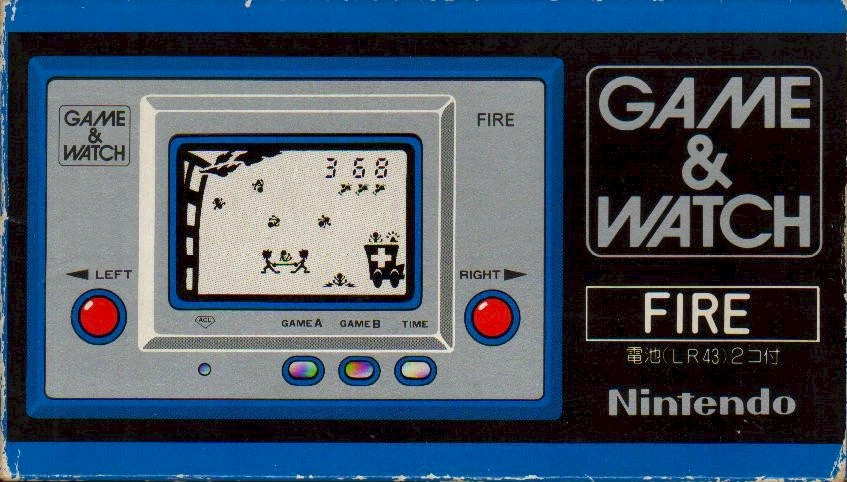 GAME
&
WATCH
FIRE
368
◀ LEFT
RIGHT ▶
ACL
GAME A GAME B TIME
GAME
&
WATCH
FIRE
電池(LR43)2コ付
Nintendo